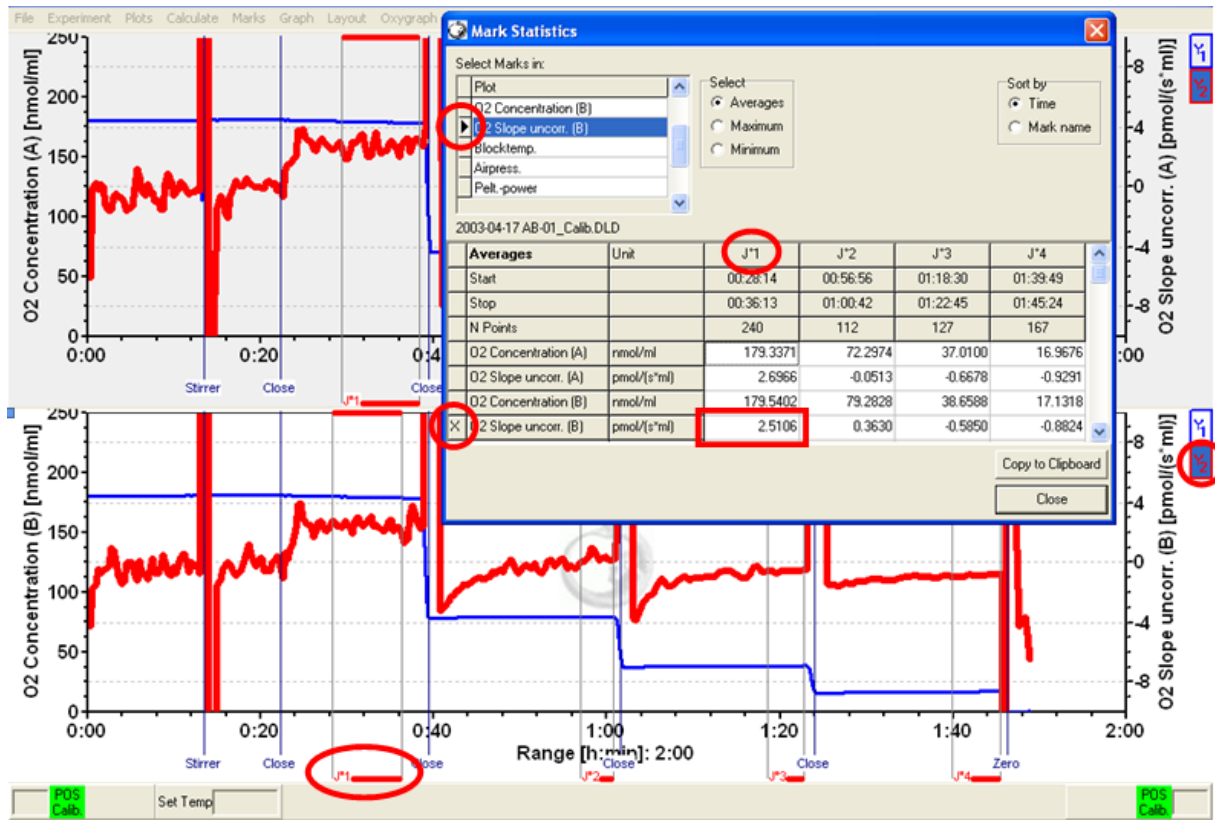 File Experiment Plots Calculate Marks Graph Layout Oxygraph
Mark Statistics
Select Marks in:
Plot
O2 Concentration (B)
O2 Slope uncorr. (B)
Blocktemp.
Airpress.
Pelt.-power
Select
Averages
Maximum
Minimum
Sort by
Time
Mark name
2003-04-17 AB-01_Calib.DLD
Averages Unit J°1 J°2 J°3 J°4
Start 00:28:14 00:56:56 01:18:30 01:39:49
Stop 00:36:13 01:00:42 01:22:45 01:45:24
N Points 240 112 127 167
O2 Concentration (A) nmol/ml 179.3371 72.2974 37.0100 16.9676
O2 Slope uncorr. (A) pmol/(s*ml) 2.6966 -0.0513 -0.6678 -0.9291
O2 Concentration (B) nmol/ml 179.5402 79.2828 38.6588 17.1318
X O2 Slope uncorr. (B) pmol/(s*ml) 2.5106 0.3630 -0.5850 -0.8824
Copy to Clipboard
Close
O2 Concentration (A) [nmol/ml]
250
200
150
100
50
0
0:00 0:20 0:4 :00
Stirrer Close Close
J°1
8
4
0
-4
-8
O2 Slope uncorr. (A) [pmol/(s*ml)]
Y1
Y2
O2 Concentration (B) [nmol/ml]
250
200
150
100
50
0
0:00 0:20 0:40 1:00 1:20 1:40 2:00
Range [h:min]: 2:00
Stirrer Close Close Close Close Zero
J°1 J°2 J°3 J°4
8
4
0
-4
-8
O2 Slope uncorr. (B) [pmol/(s*ml)]
Y1
Y2
POS
Calib.
Set Temp
POS
Calib.